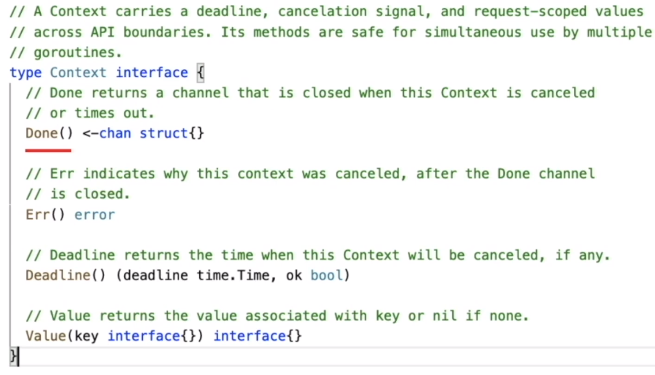 // A Context carries a deadline, cancelation signal, and request-scoped values
// across API boundaries. Its methods are safe for simultaneous use by multiple
// goroutines.
type Context interface {
// Done returns a channel that is closed when this Context is canceled
// or times out.
Done() <-chan struct{}
// Err indicates why this context was canceled, after the Done channel
// is closed.
Err() error
// Deadline returns the time when this Context will be canceled, if any.
Deadline() (deadline time.Time, ok bool)
// Value returns the value associated with key or nil if none.
Value(key interface{}) interface{}
}